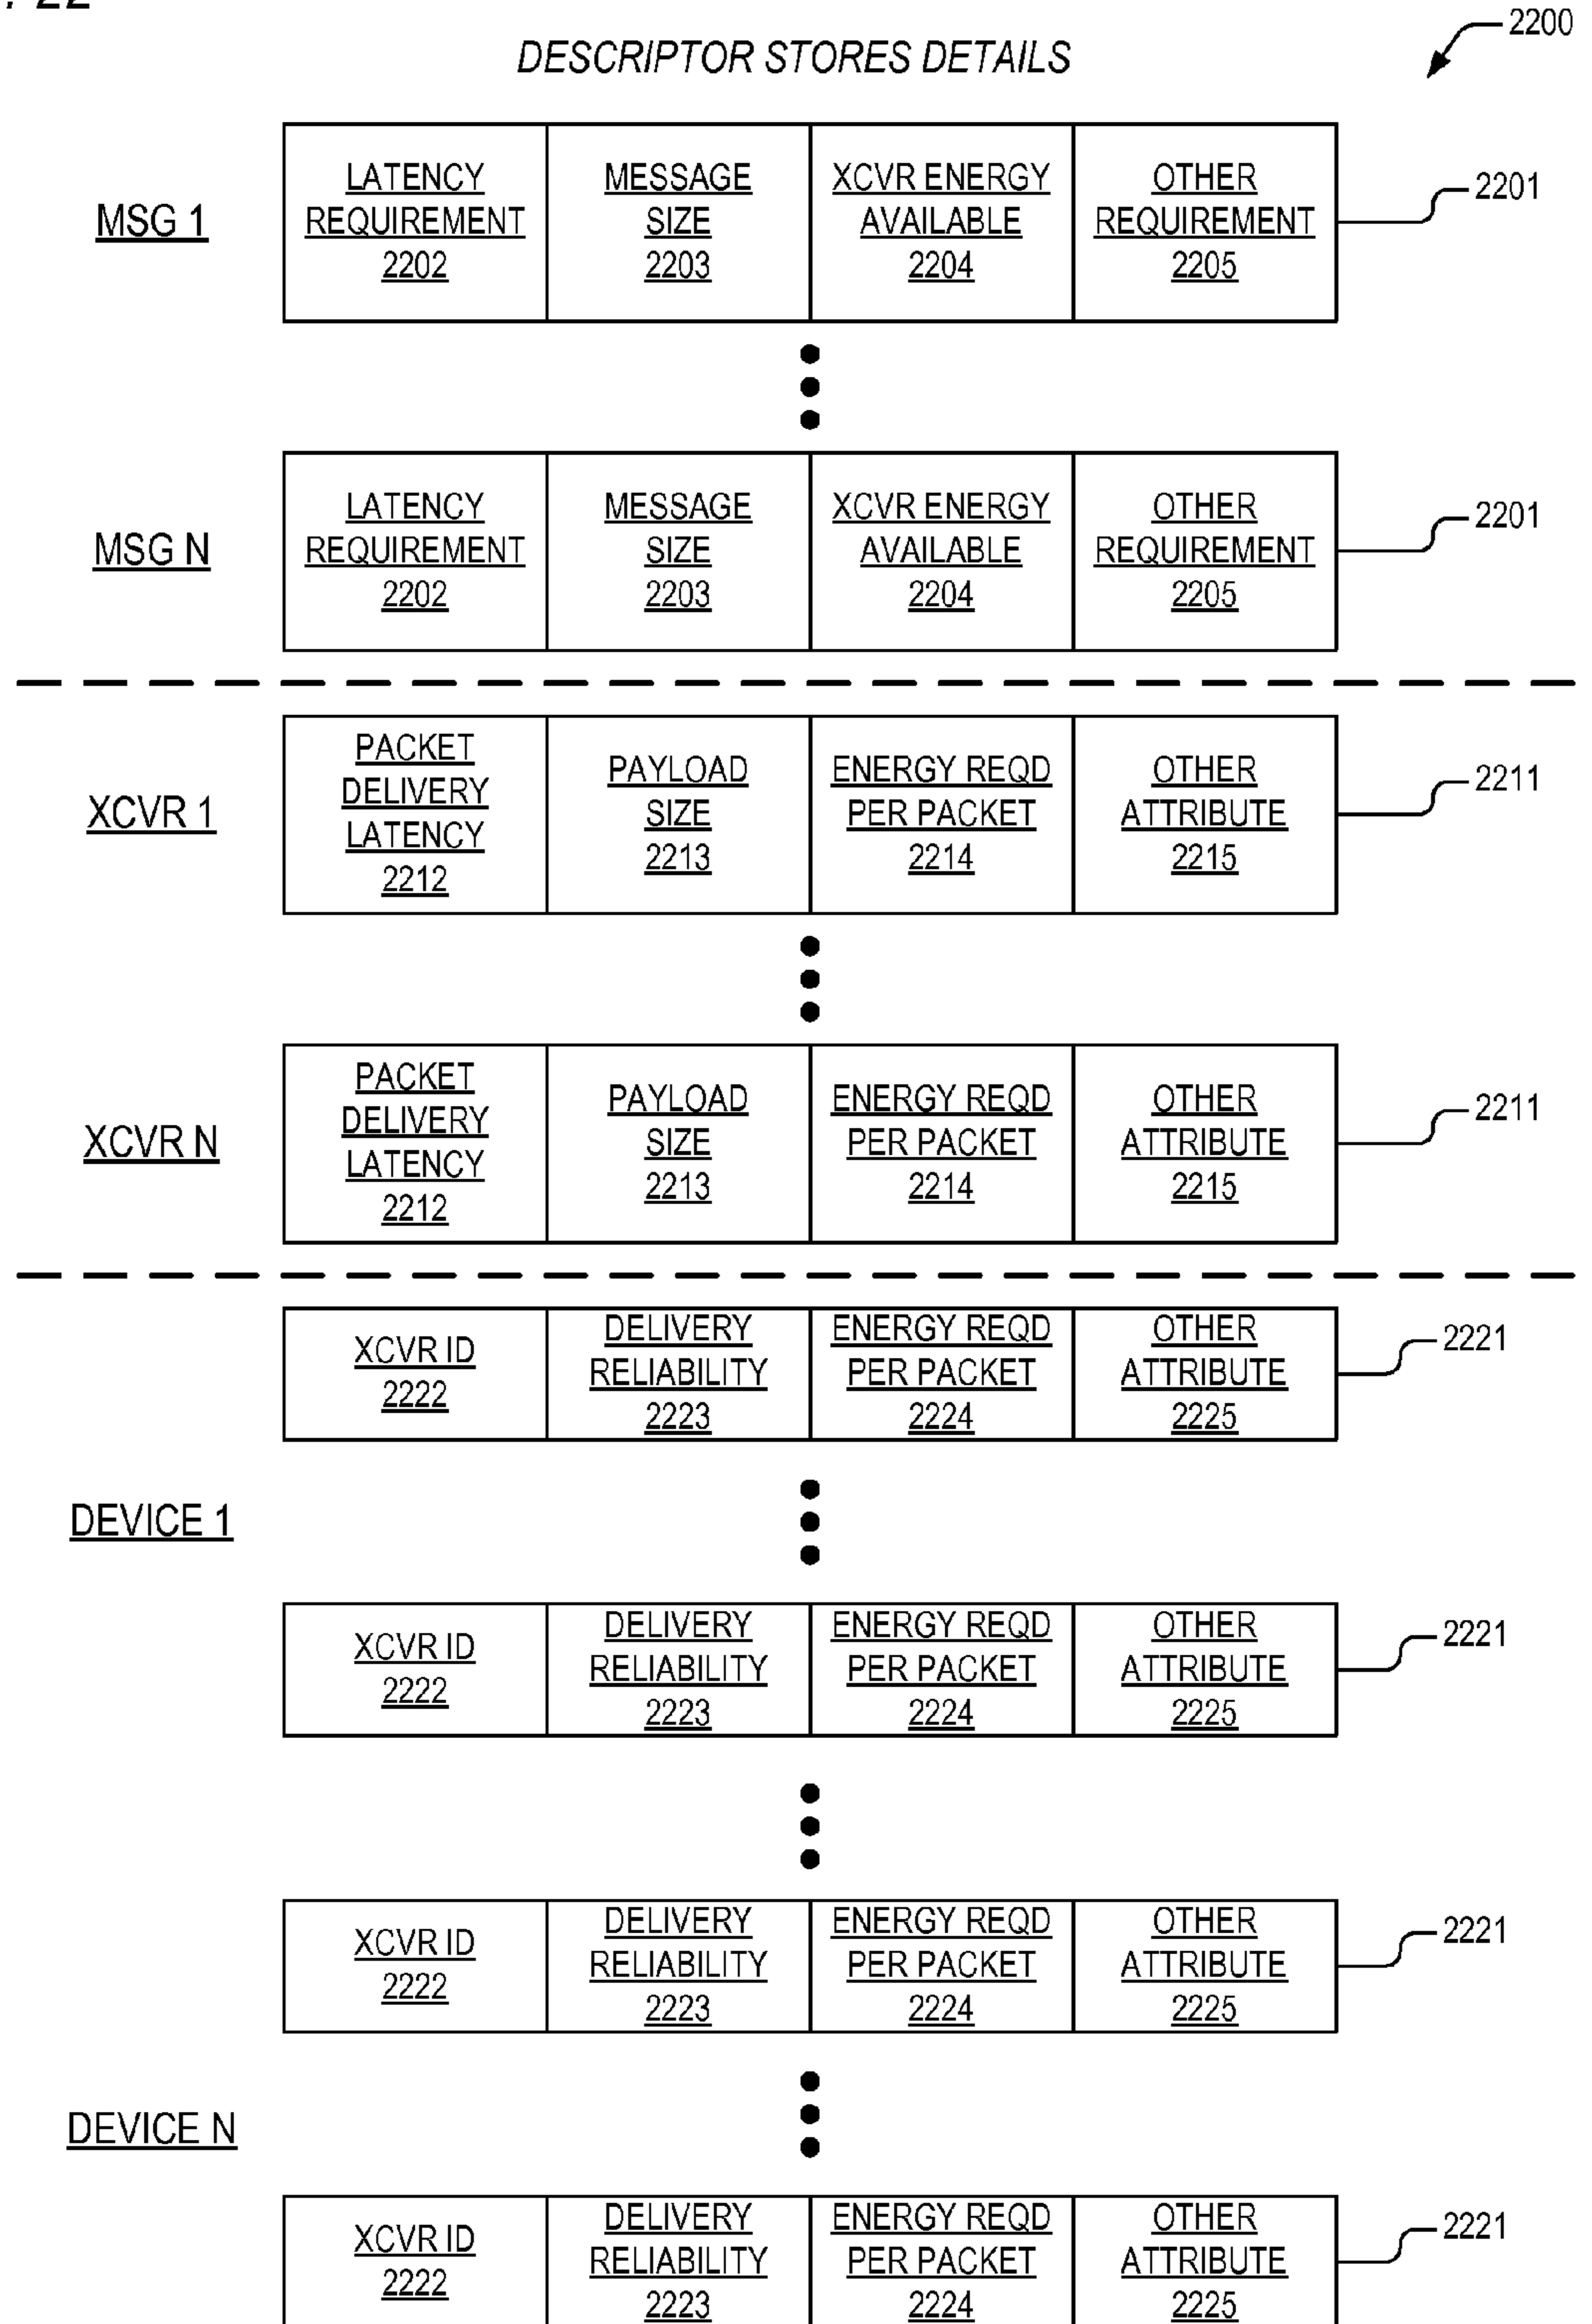 22
2200
DESCRIPTOR STORES DETAILS
MSG 1
LATENCY
REQUIREMENT
2202
MESSAGE
SIZE
2203
XCVR ENERGY
AVAILABLE
2204
OTHER
REQUIREMENT
2205
2201
MSG N
LATENCY
REQUIREMENT
2202
MESSAGE
SIZE
2203
XCVR ENERGY
AVAILABLE
2204
OTHER
REQUIREMENT
2205
2201
XCVR 1
PACKET
DELIVERY
LATENCY
2212
PAYLOAD
SIZE
2213
ENERGY REQD
PER PACKET
2214
OTHER
ATTRIBUTE
2215
2211
XCVR N
PACKET
DELIVERY
LATENCY
2212
PAYLOAD
SIZE
2213
ENERGY REQD
PER PACKET
2214
OTHER
ATTRIBUTE
2215
2211
XCVR ID
2222
DELIVERY
RELIABILITY
2223
ENERGY REQD
PER PACKET
2224
OTHER
ATTRIBUTE
2225
2221
DEVICE 1
XCVR ID
2222
DELIVERY
RELIABILITY
2223
ENERGY REQD
PER PACKET
2224
OTHER
ATTRIBUTE
2225
2221
XCVR ID
2222
DELIVERY
RELIABILITY
2223
ENERGY REQD
PER PACKET
2224
OTHER
ATTRIBUTE
2225
2221
DEVICE N
XCVR ID
2222
DELIVERY
RELIABILITY
2223
ENERGY REQD
PER PACKET
2224
OTHER
ATTRIBUTE
2225
2221